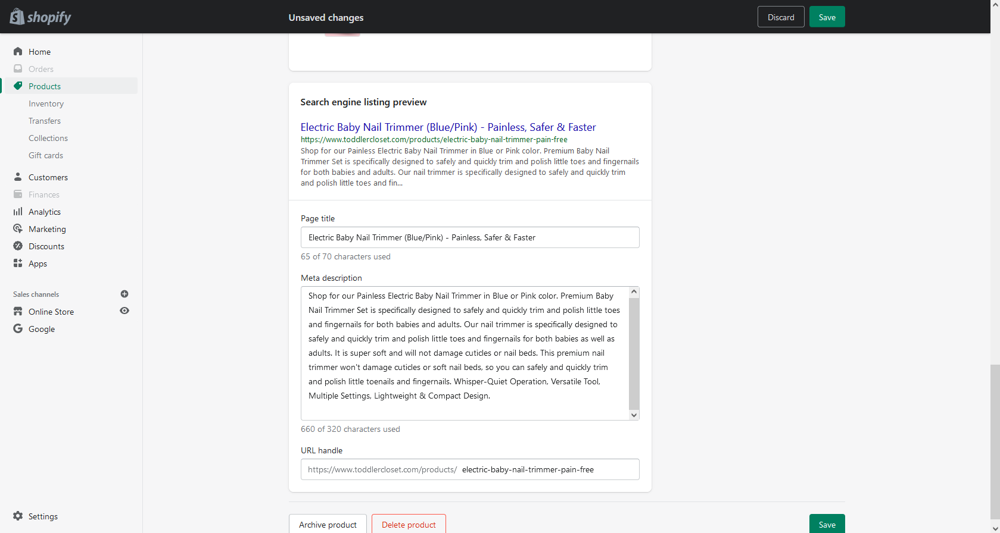 shopify
Unsaved changes
Discard
Save
Home
Orders
Products
Inventory
Transfers
Collections
Gift cards
Customers
Finances
Analytics
Marketing
Discounts
Apps
Sales channels
Online Store
Google
Settings
Search engine listing preview
Electric Baby Nail Trimmer (Blue/Pink) - Painless, Safer & Faster
https://www.toddlercloset.com/products/electric-baby-nail-trimmer-pain-free
Shop for our Painless Electric Baby Nail Trimmer in Blue or Pink color. Premium Baby Nail
Trimmer Set is specifically designed to safely and quickly trim and polish little toes and fingernails
for both babies and adults. Our nail trimmer is specifically designed to safely and quickly trim
and polish little toes and fin...
Page title
Electric Baby Nail Trimmer (Blue/Pink) - Painless, Safer & Faster
65 of 70 characters used
Meta description
Shop for our Painless Electric Baby Nail Trimmer in Blue or Pink color. Premium Baby
Nail Trimmer Set is specifically designed to safely and quickly trim and polish little toes
and fingernails for both babies and adults. Our nail trimmer is specifically designed to
safely and quickly trim and polish little toes and fingernails for both babies as well as
adults. It is super soft and will not damage cuticles or nail beds. This premium nail
trimmer won't damage cuticles or soft nail beds, so you can safely and quickly trim
and polish little toenails and fingernails. Whisper-Quiet Operation, Versatile Tool,
Multiple Settings, Lightweight & Compact Design.
660 of 320 characters used
URL handle
https://www.toddlercloset.com/products/ electric-baby-nail-trimmer-pain-free
Archive product
Delete product
Save